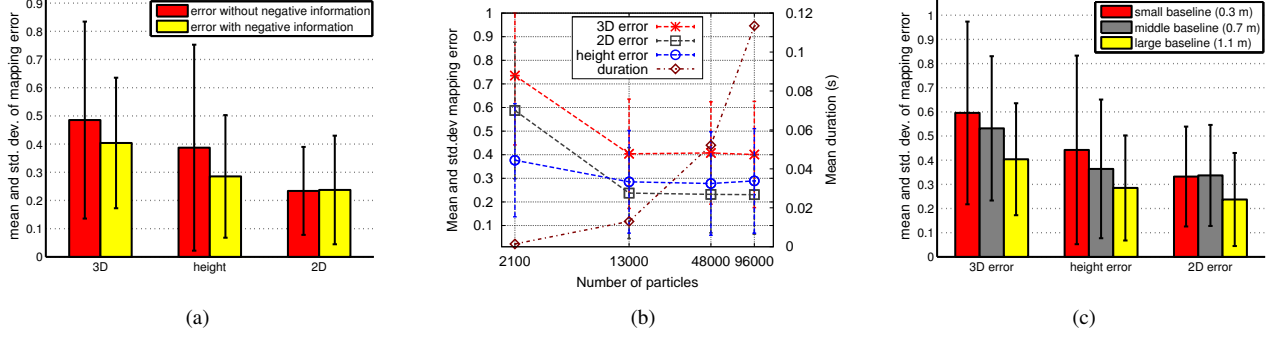 error without negative information
error with negative information
mean and std. dev. of mapping error
0.9
0.8
0.7
0.6
0.5
0.4
0.3
0.2
0.1
0
3D height 2D
(a)
3D error
2D error
height error
duration
Mean and std.dev mapping error
1
0.9
0.8
0.7
0.6
0.5
0.4
0.3
0.2
0.1
0.12
0.1
0.08
0.06
0.04
0.02
0
Mean duration (s)
2100 13000 48000 96000
Number of particles
(b)
small baseline (0.3 m)
middle baseline (0.7 m)
large baseline (1.1 m)
mean and std. dev. of mapping error
1
0.9
0.8
0.7
0.6
0.5
0.4
0.3
0.2
0.1
0
3D error height error 2D error
(c)